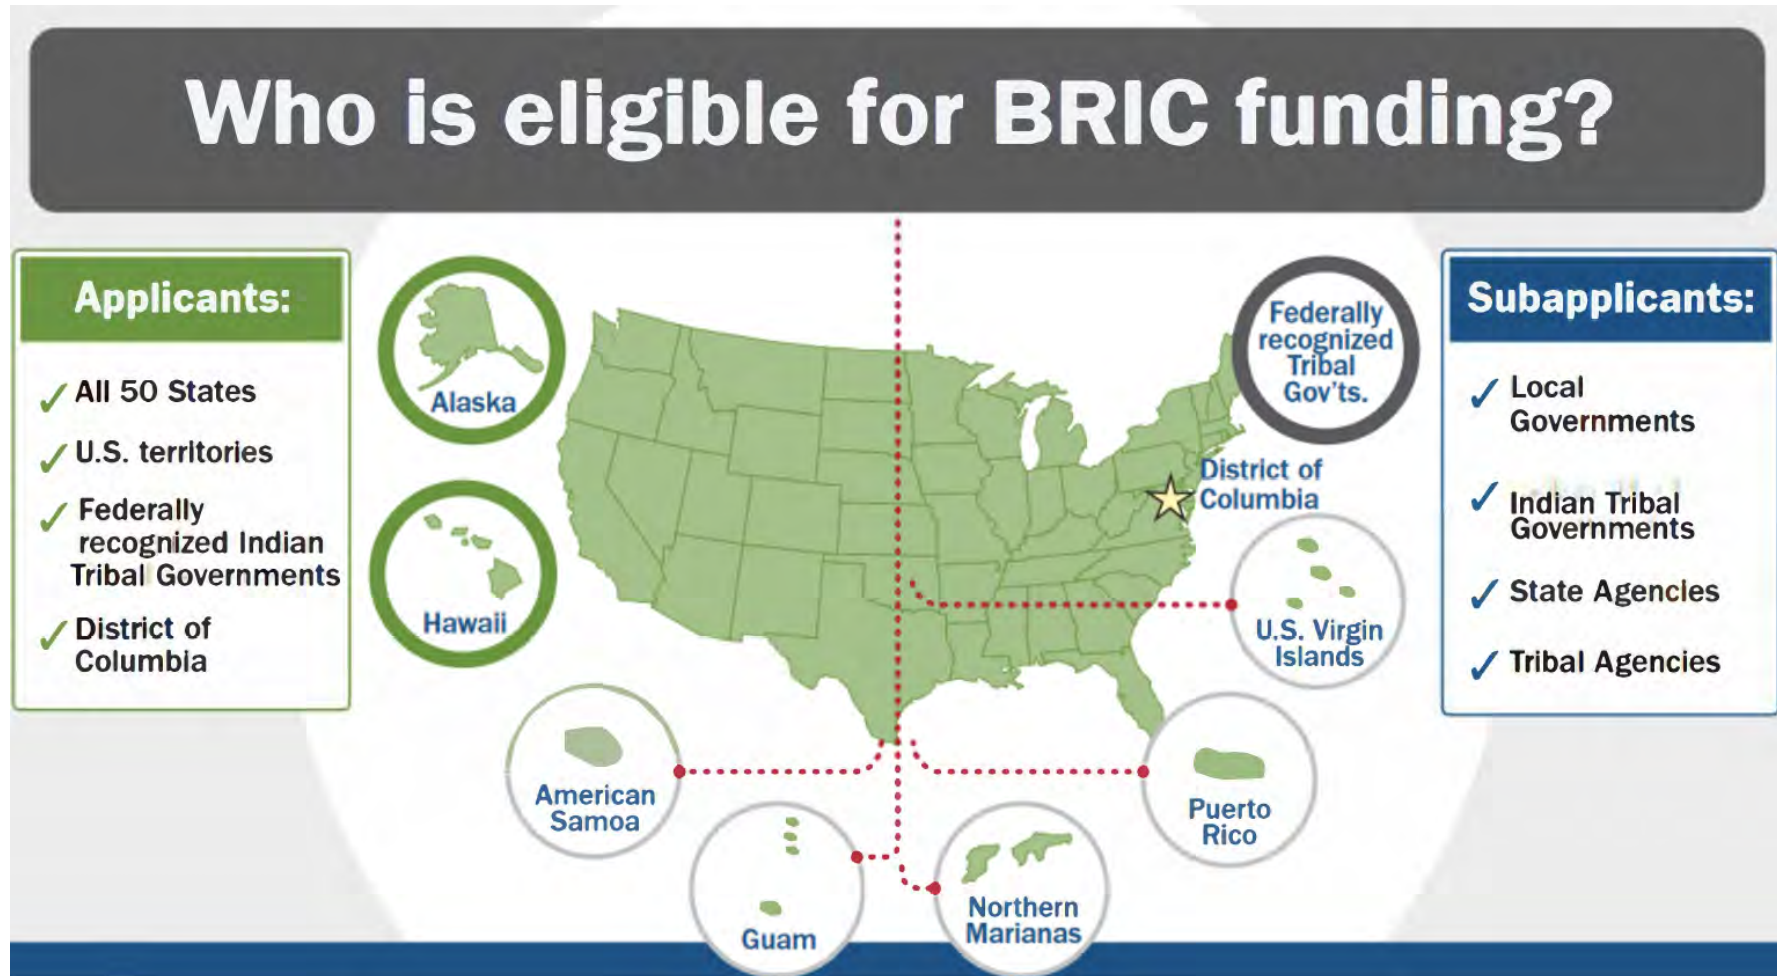 Who is eligible for BRIC funding?
Applicants:
✓ All 50 States
✓ U.S. territories
✓ Federally
recognized Indian
Tribal Governments
✓ District of
Columbia
Alaska
Hawaii
American
Samoa
Guam
Northern
Marianas
Puerto
Rico
U.S. Virgin
Islands
District of
Columbia
Federally
recognized
Tribal
Gov'ts.
Subapplicants:
✓ Local
Governments
✓ Indian Tribal
Governments
✓ State Agencies
✓ Tribal Agencies